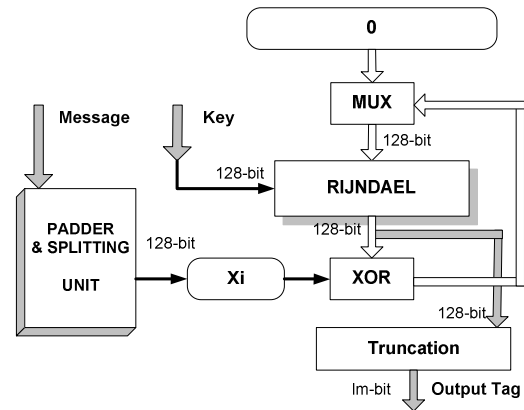 0
MUX
128-bit
Message
Key
128-bit
RIJNDAEL
PADDER
& SPLITTING
UNIT
128-bit
128-bit
Xi
XOR
128-bit
Truncation
lm-bit
Output Tag